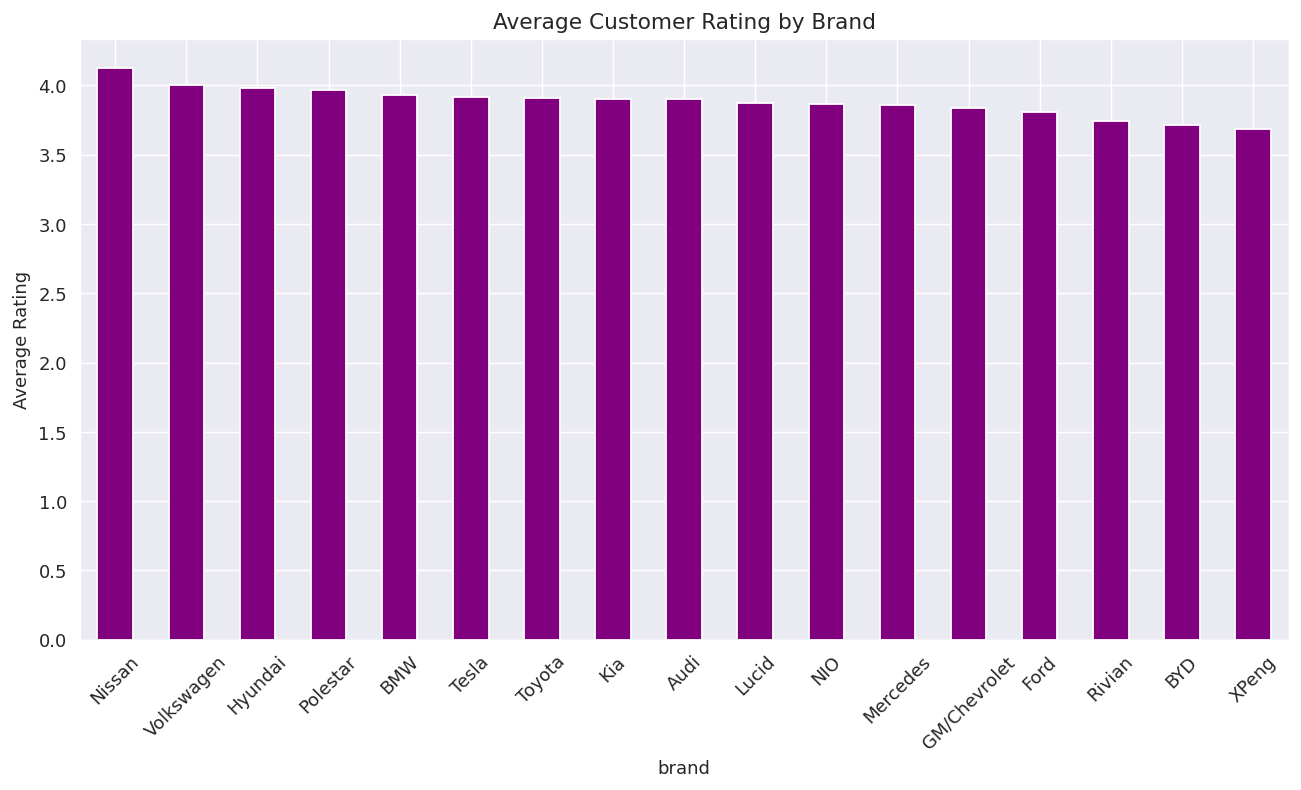 Average Customer Rating by Brand
Average Rating
4.0
3.5
3.0
2.5
2.0
1.5
1.0
0.5
0.0
Nissan
Volkswagen
Hyundai
Polestar
BMW
Tesla
Toyota
Kia
Audi
Lucid
NIO
Mercedes
GM/Chevrolet
Ford
Rivian
BYD
XPeng
brand